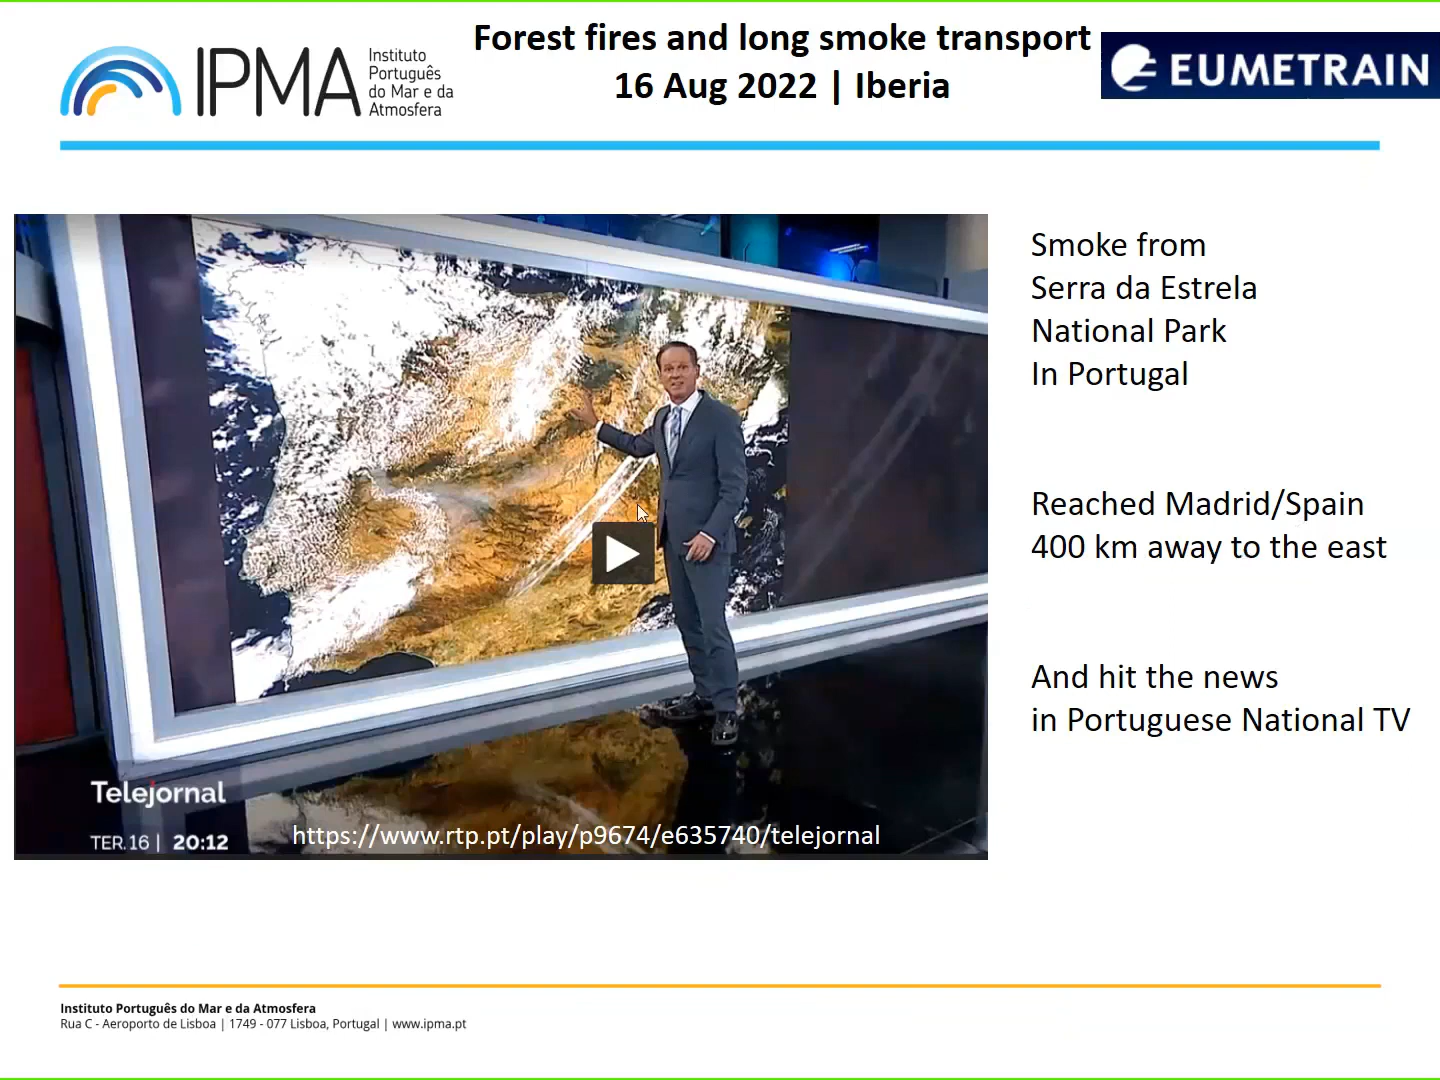 IPMA
Instituto
Português
do Mar e da
Atmosfera
Forest fires and long smoke transport
16 Aug 2022 | Iberia
EUMETRAIN
Smoke from
Serra da Estrela
National Park
In Portugal
Reached Madrid/Spain
400 km away to the east
And hit the news
in Portuguese National TV
Telejornal
TER.16 | 20:12
https://www.rtp.pt/play/p9674/e635740/telejornal
Instituto Português do Mar e da Atmosfera
Rua C - Aeroporto de Lisboa | 1749 - 077 Lisboa, Portugal | www.ipma.pt